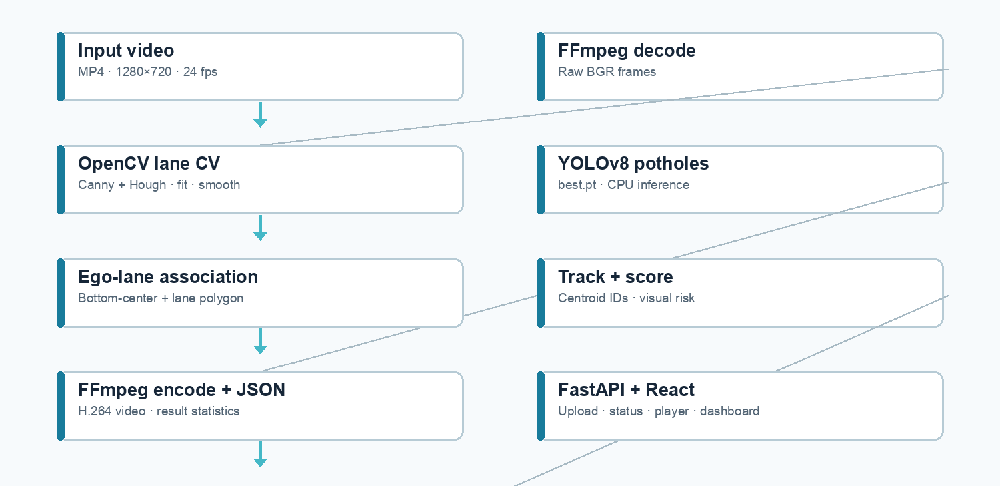 Input video
MP4 · 1280×720 · 24 fps
FFmpeg decode
Raw BGR frames
OpenCV lane CV
Canny + Hough · fit · smooth
YOLOv8 potholes
best.pt · CPU inference
Ego-lane association
Bottom-center + lane polygon
Track + score
Centroid IDs · visual risk
FFmpeg encode + JSON
H.264 video · result statistics
FastAPI + React
Upload · status · player · dashboard